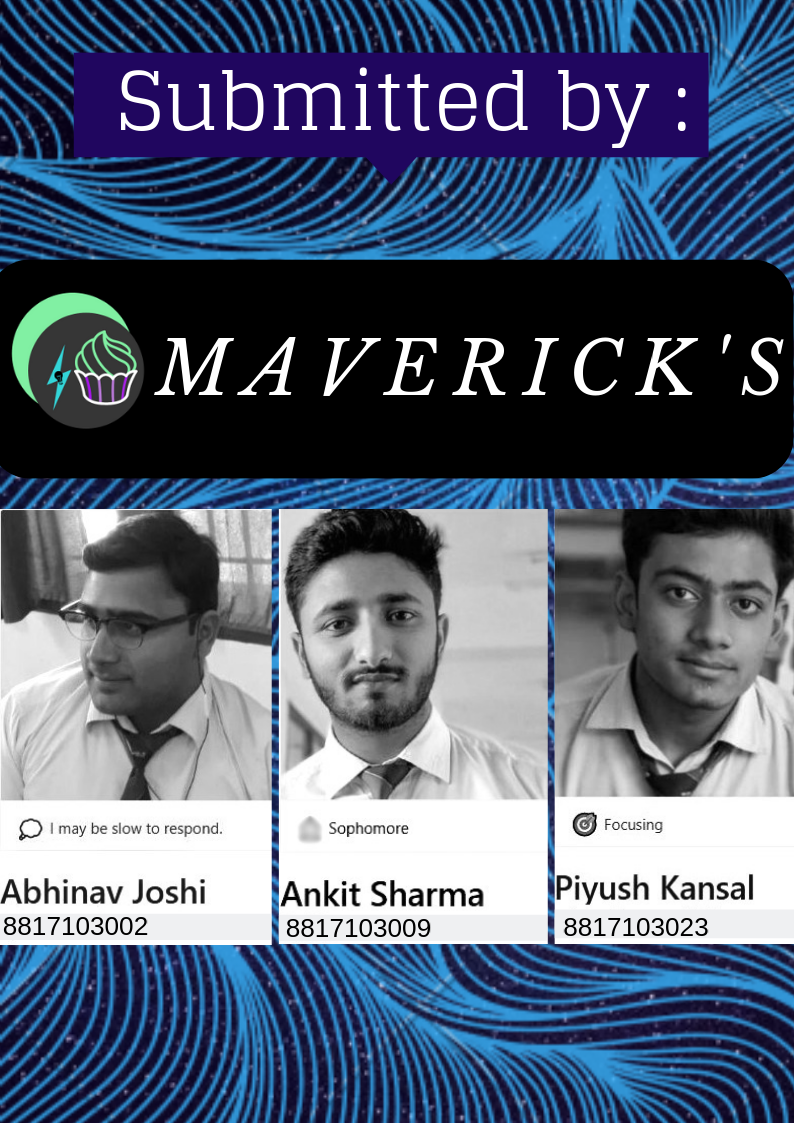 Submitted by :
MAVERICK'S
I may be slow to respond.
Abhinav Joshi
8817103002
Sophomore
Ankit Sharma
8817103009
Focusing
Piyush Kansal
8817103023